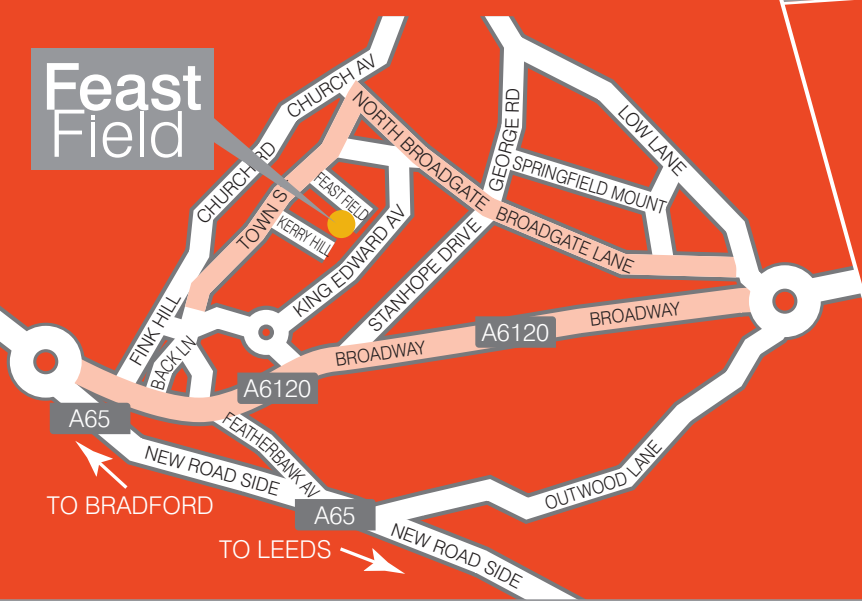 Feast
Field
CHURCH AV
NORTH BROADGATE
GEORGE RD
LOW LANE
CHURCH RD
FEAST FIELD
SPRINGFIELD MOUNT
TOWN S
KERRY HILL
KING EDWARD AV
STANHOPE DRIVE
BROADGATE LANE
FINK HILL
BACK LN
BROADWAY
A6120
BROADWAY
A6120
A65
FEATHERBANK AV
NEW ROAD SIDE
OUTWOOD LANE
TO BRADFORD
A65
NEW ROAD SIDE
TO LEEDS